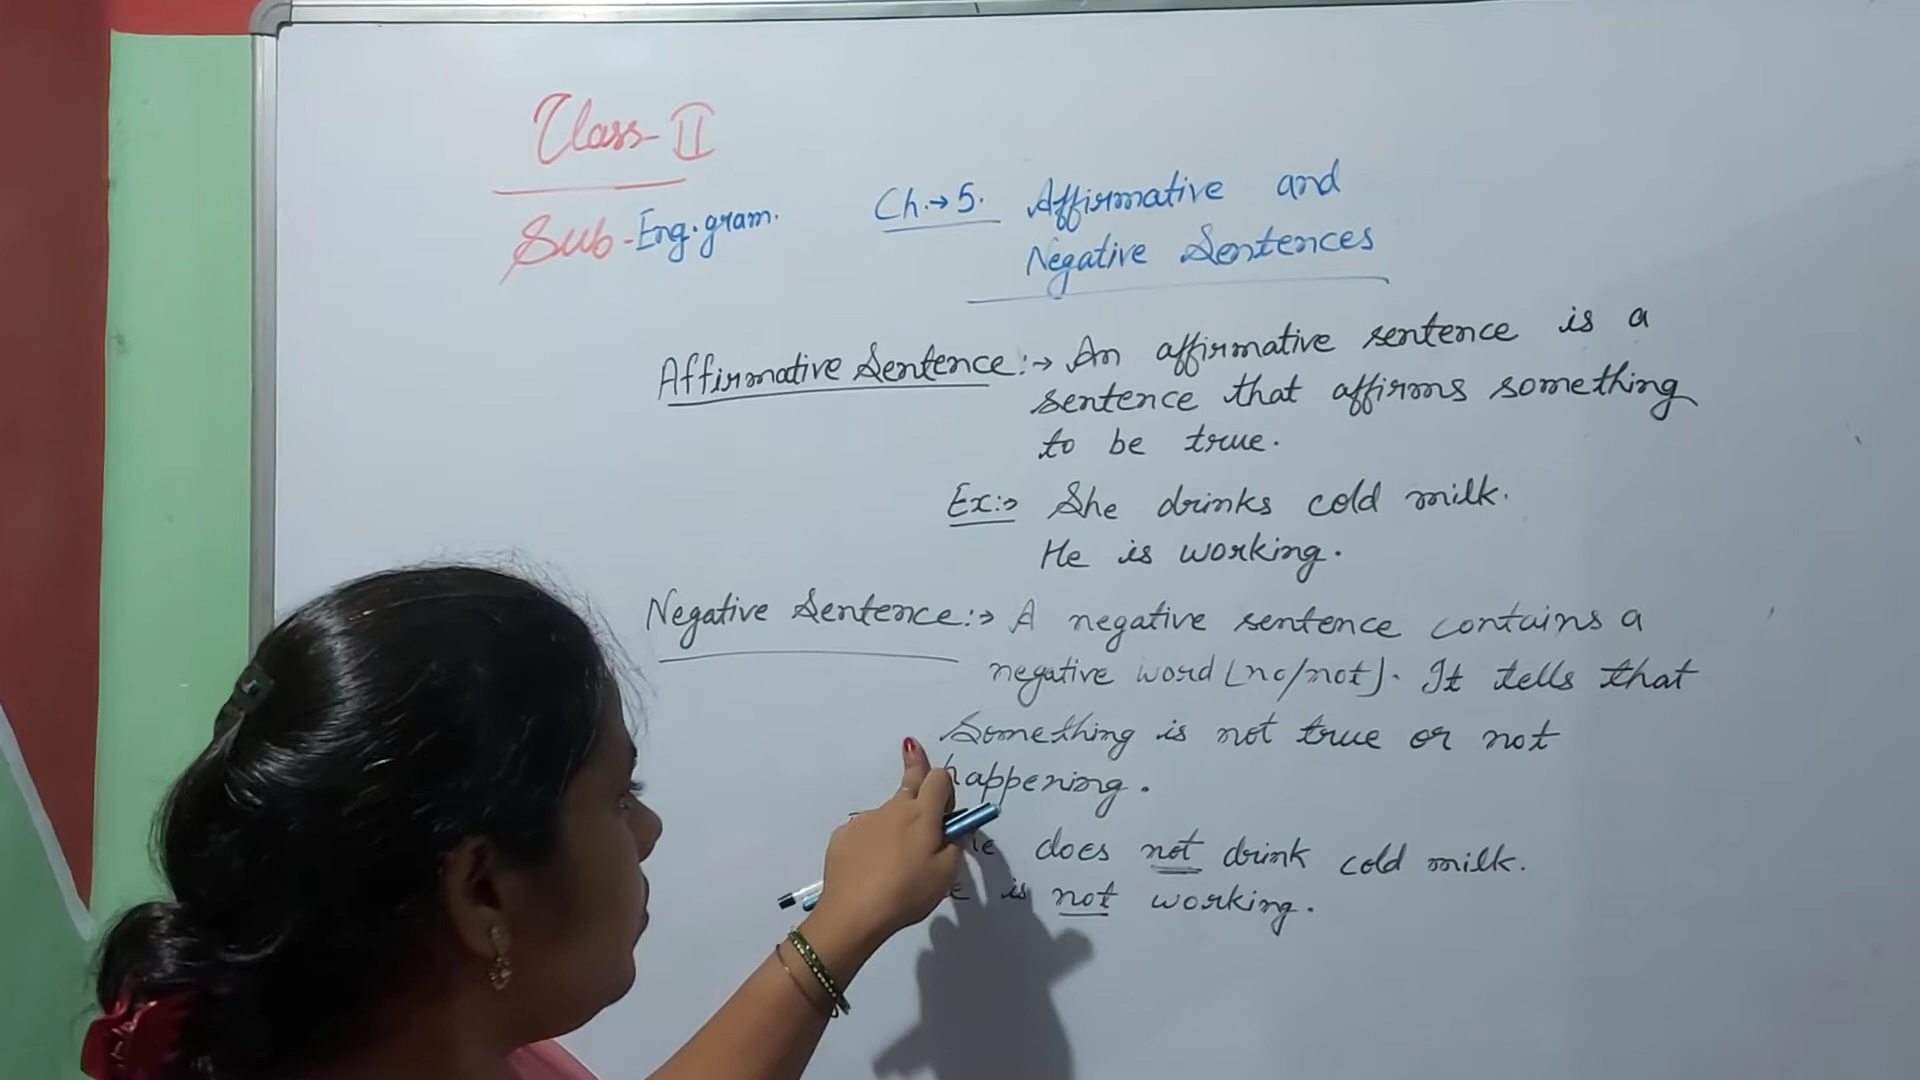 Class-II
Sub-Eng.gram.
Ch.→5. Affirmative and
Negative Sentences
Affirmative Sentence:→ An affirmative sentence is a
sentence that affirms something
to be true.
Ex:→ She drinks cold milk.
He is working.
Negative Sentence:→ A negative sentence contains a
negative word [no/not]. It tells that
Something is not true or not
happening.
does not drink cold milk.
is not working.